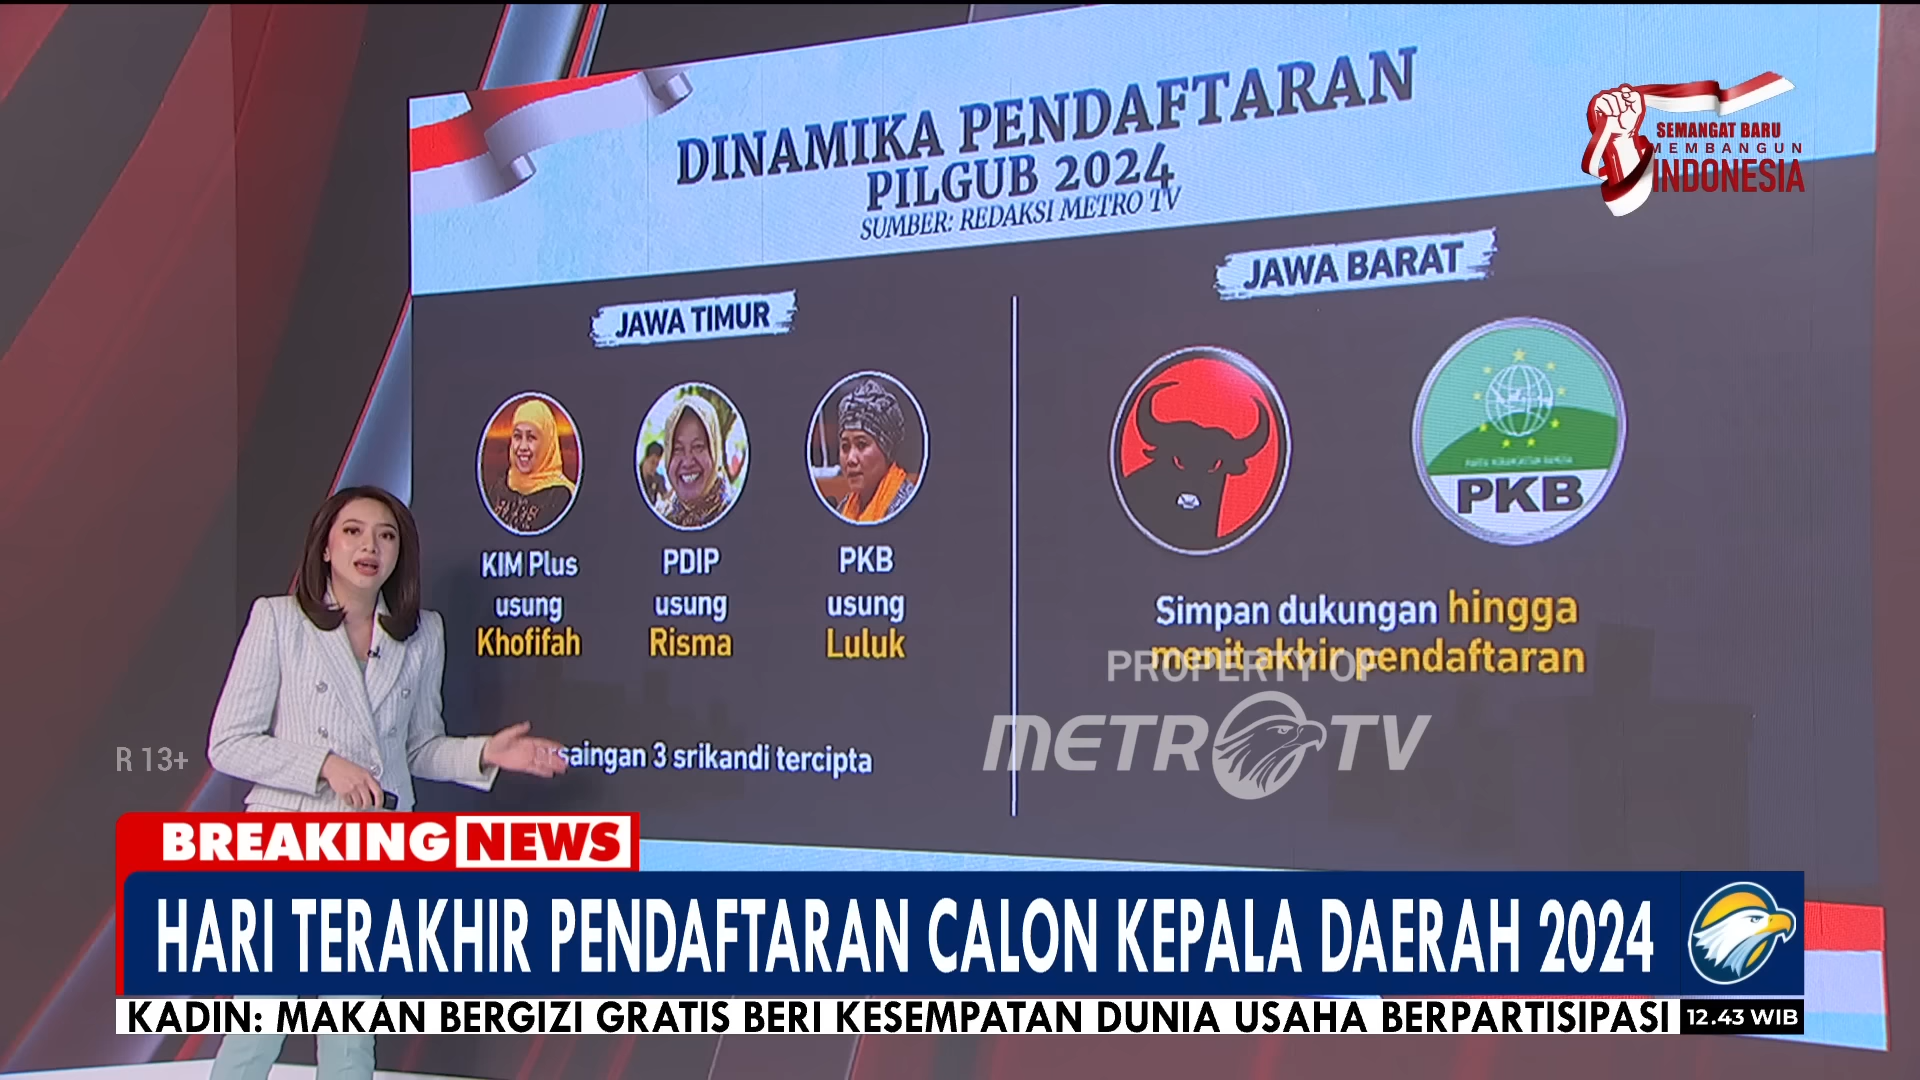 DINAMIKA PENDAFTARAN
PILGUB 2024
SUMBER: REDAKSI METRO TV
SEMANGAT BARU
MEMBANGUN
INDONESIA
JAWA TIMUR
KIM Plus
usung
Khofifah
PDIP
usung
Risma
PKB
usung
Luluk
3 srikandi tercipta
JAWA BARAT
PKB
Simpan dukungan hingga
menit akhir pendaftaran
PROPERTY OF
METRO TV
R 13+
BREAKING NEWS
HARI TERAKHIR PENDAFTARAN CALON KEPALA DAERAH 2024
KADIN: MAKAN BERGIZI GRATIS BERI KESEMPATAN DUNIA USAHA BERPARTISIPASI
12.43 WIB